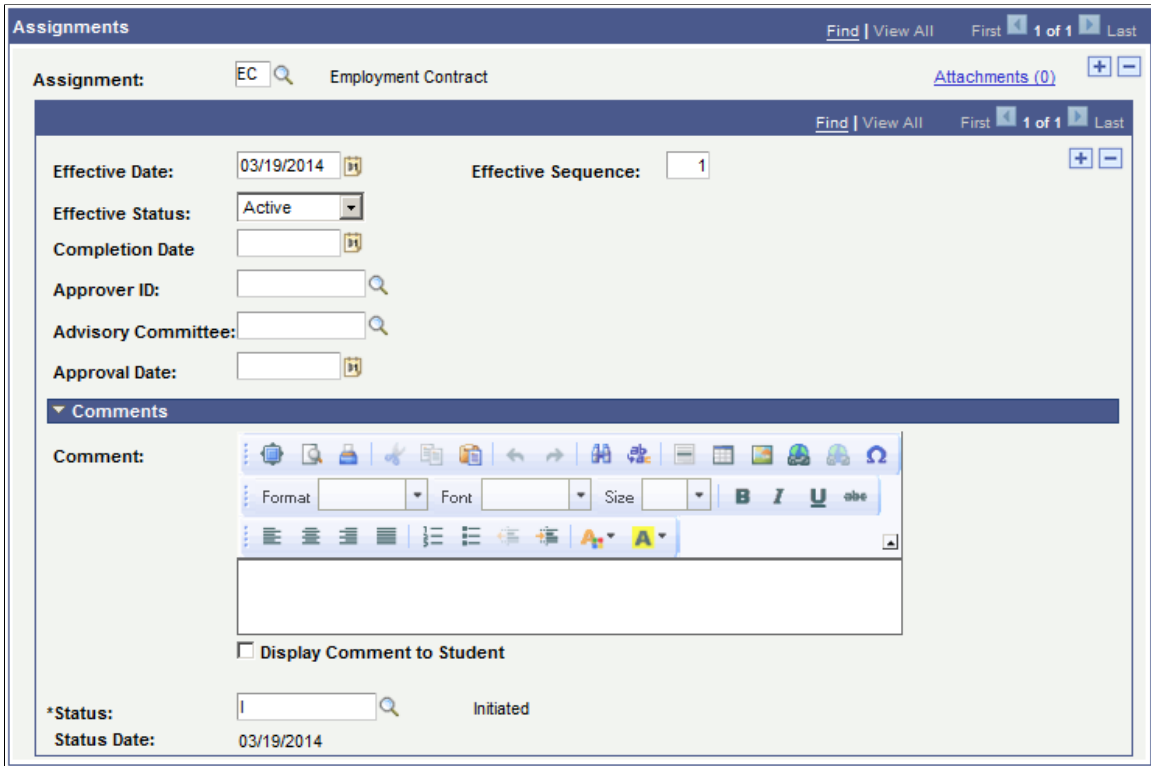 Assignments Find | View All First 1 of 1 Last
Assignment: EC Employment Contract Attachments (0)
Find | View All First 1 of 1 Last
Effective Date: 03/19/2014 Effective Sequence: 1
Effective Status: Active
Completion Date
Approver ID:
Advisory Committee:
Approval Date:
Comments
Comment:
Format Font Size B I U abc
A A
Display Comment to Student
*Status: I Initiated
Status Date: 03/19/2014